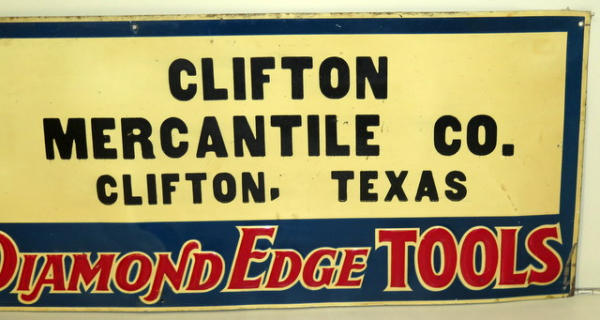 CLIFTON
MERCANTILE CO.
CLIFTON, TEXAS
DIAMOND EDGE TOOLS